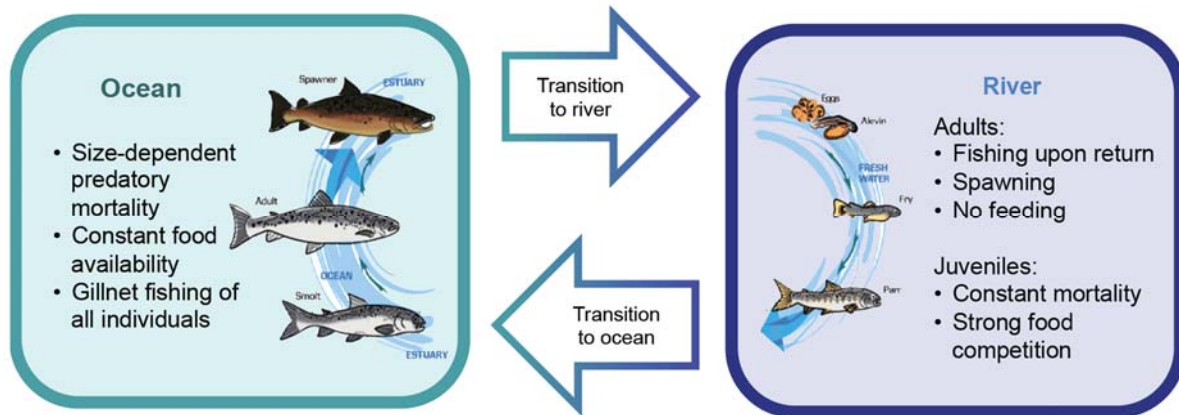 Ocean
• Size-dependent
predatory
mortality
• Constant food
availability
• Gillnet fishing of
all individuals
Spawner
ESTUARY
Adult
OCEAN
Smolt
ESTUARY
Transition
to river
Transition
to ocean
River
Eggs
Alevin
FRESH
WATER
Fry
Parr
Adults:
• Fishing upon return
• Spawning
• No feeding
Juveniles:
• Constant mortality
• Strong food
competition